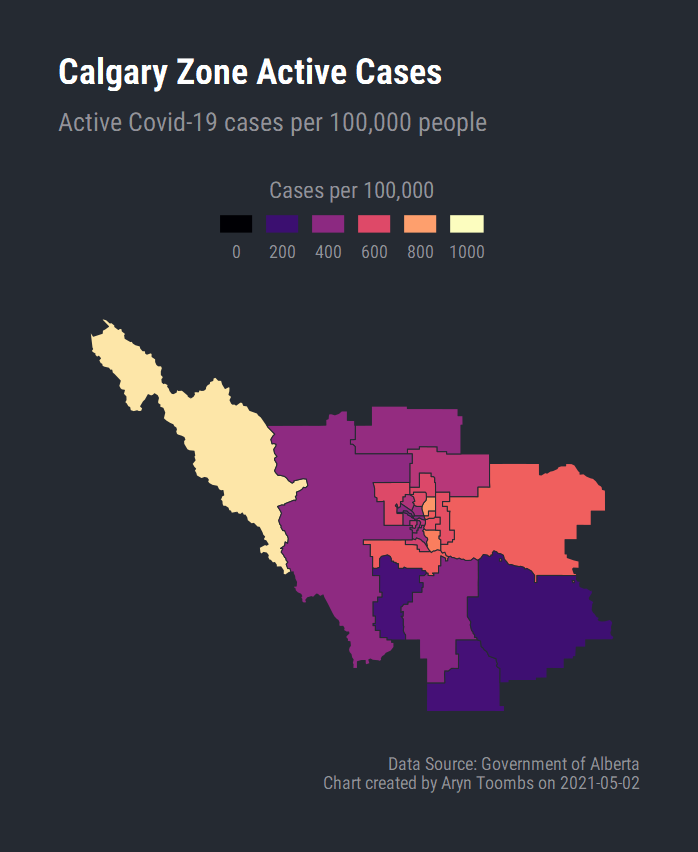 Calgary Zone Active Cases
Active Covid-19 cases per 100,000 people
Cases per 100,000
0 200 400 600 800 1000
Data Source: Government of Alberta
Chart created by Aryn Toombs on 2021-05-02